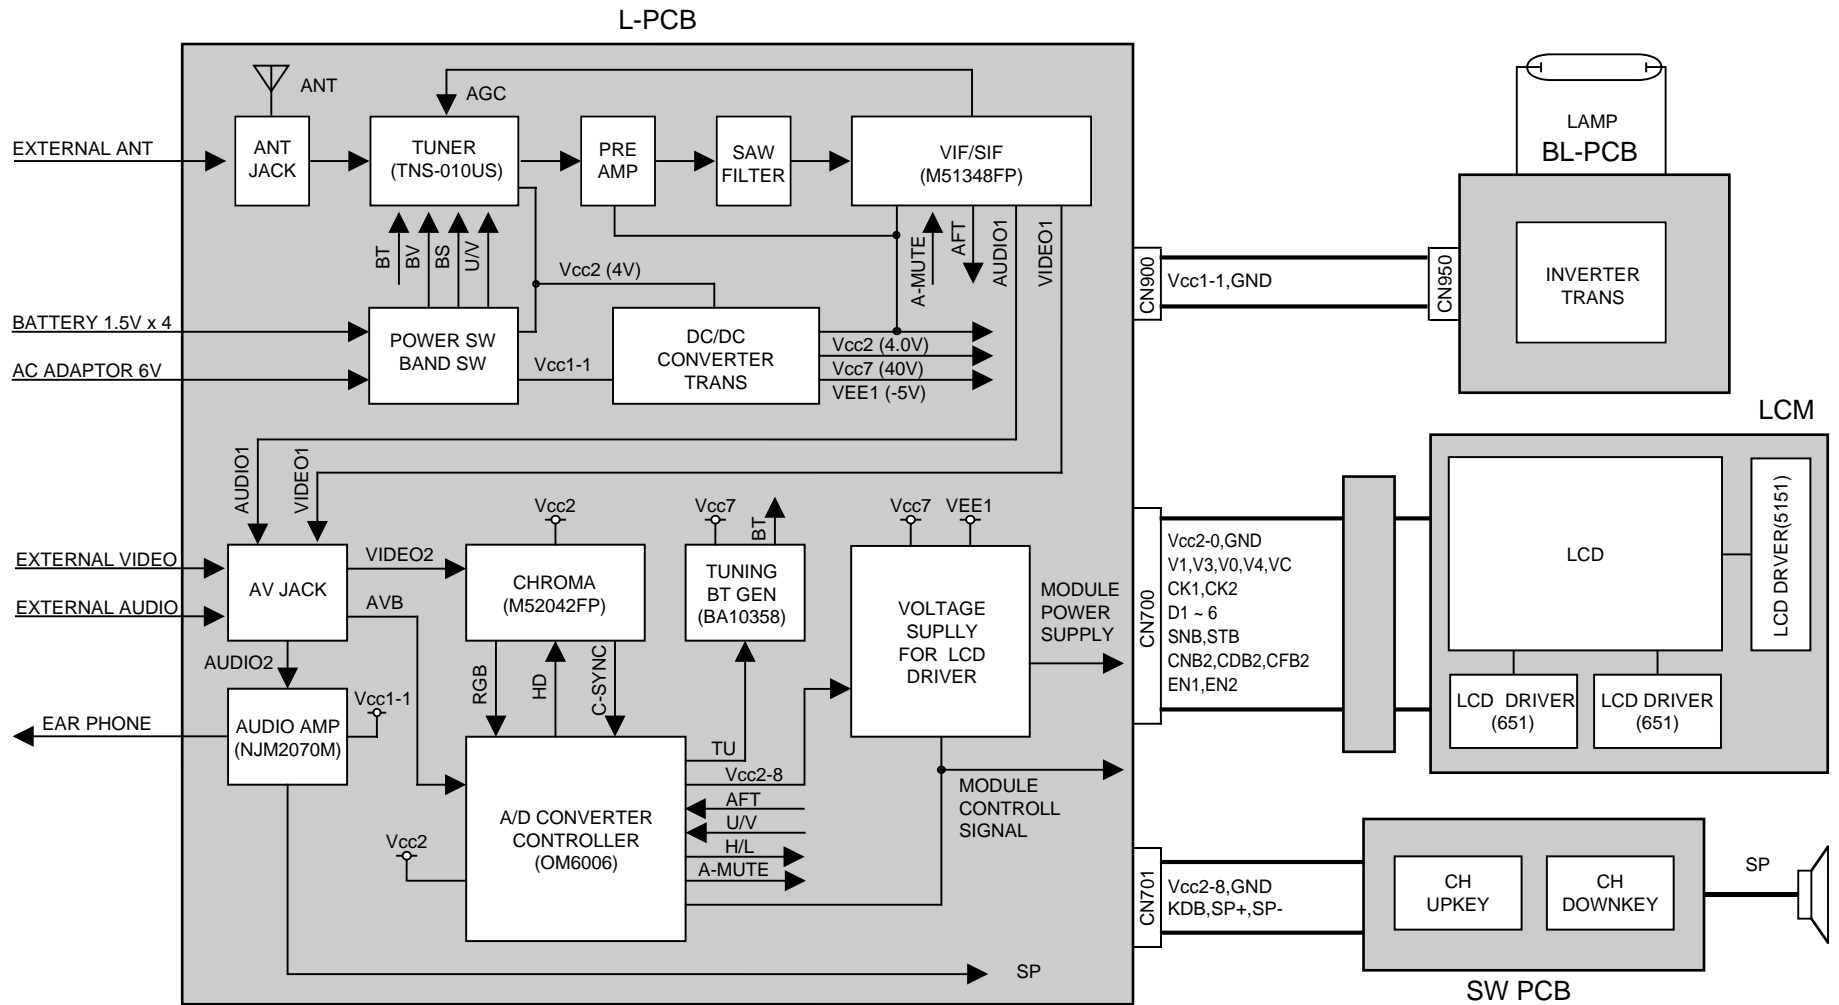 L-PCB
ANT
AGC
EXTERNAL ANT
ANT
JACK
TUNER
(TNS-010US)
PRE
AMP
SAW
FILTER
VIF/SIF
(M51348FP)
BT
BV
BS
U/V
Vcc2 (4V)
A-MUTE
AFT
AUDIO1
VIDEO1
BATTERY 1.5V x 4
AC ADAPTOR 6V
POWER SW
BAND SW
Vcc1-1
DC/DC
CONVERTER
TRANS
Vcc2 (4.0V)
Vcc7 (40V)
VEE1 (-5V)
AUDIO1
VIDEO1
EXTERNAL VIDEO
EXTERNAL AUDIO
AV JACK
VIDEO2
AVB
AUDIO2
Vcc2
CHROMA
(M52042FP)
Vcc7
BT
TUNING
BT GEN
(BA10358)
Vcc7
VEE1
VOLTAGE
SUPLLY
FOR LCD
DRIVER
MODULE
POWER
SUPPLY
RGB
HD
C-SYNC
EAR PHONE
AUDIO AMP
(NJM2070M)
Vcc1-1
TU
Vcc2-8
AFT
U/V
H/L
A-MUTE
A/D CONVERTER
CONTROLLER
(OM6006)
Vcc2
MODULE
CONTROLL
SIGNAL
SP
LAMP
BL-PCB
CN900
Vcc1-1,GND
CN950
INVERTER
TRANS
LCM
CN700
Vcc2-0,GND
V1,V3,V0,V4,VC
CK1,CK2
D1 ~ 6
SNB,STB
CNB2,CDB2,CFB2
EN1,EN2
LCD
LCD DRVER(5151)
LCD DRIVER
(651)
LCD DRIVER
(651)
CN701
Vcc2-8,GND
KDB,SP+,SP-
CH
UPKEY
CH
DOWNKEY
SP
SW PCB